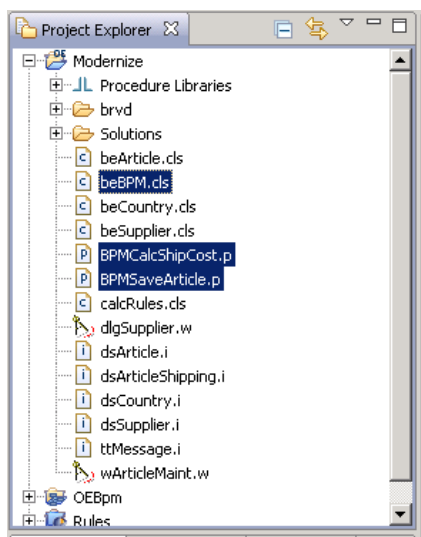 Project Explorer
OE
Modernize
Procedure Libraries
brvd
Solutions
C beArticle.cls
C beBPM.cls
C beCountry.cls
C beSupplier.cls
P BPMCalcShipCost.p
P BPMSaveArticle.p
C calcRules.cls
dlgSupplier.w
i dsArticle.i
i dsArticleShipping.i
i dsCountry.i
i dsSupplier.i
i ttMessage.i
wArticleMaint.w
OEBpm
Rules